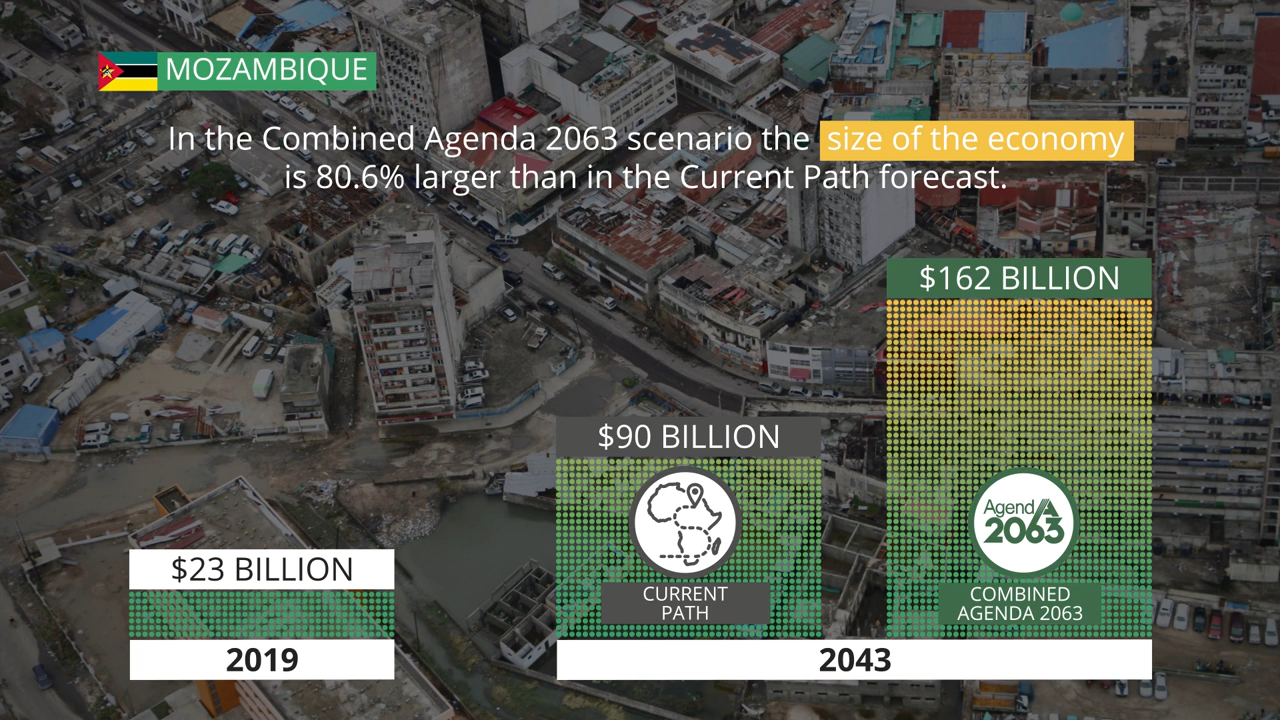 MOZAMBIQUE
In the Combined Agenda 2063 scenario the size of the economy
is 80.6% larger than in the Current Path forecast.
$162 BILLION
$90 BILLION
$23 BILLION
Agenda
2063
CURRENT
PATH
COMBINED
AGENDA 2063
2019
2043